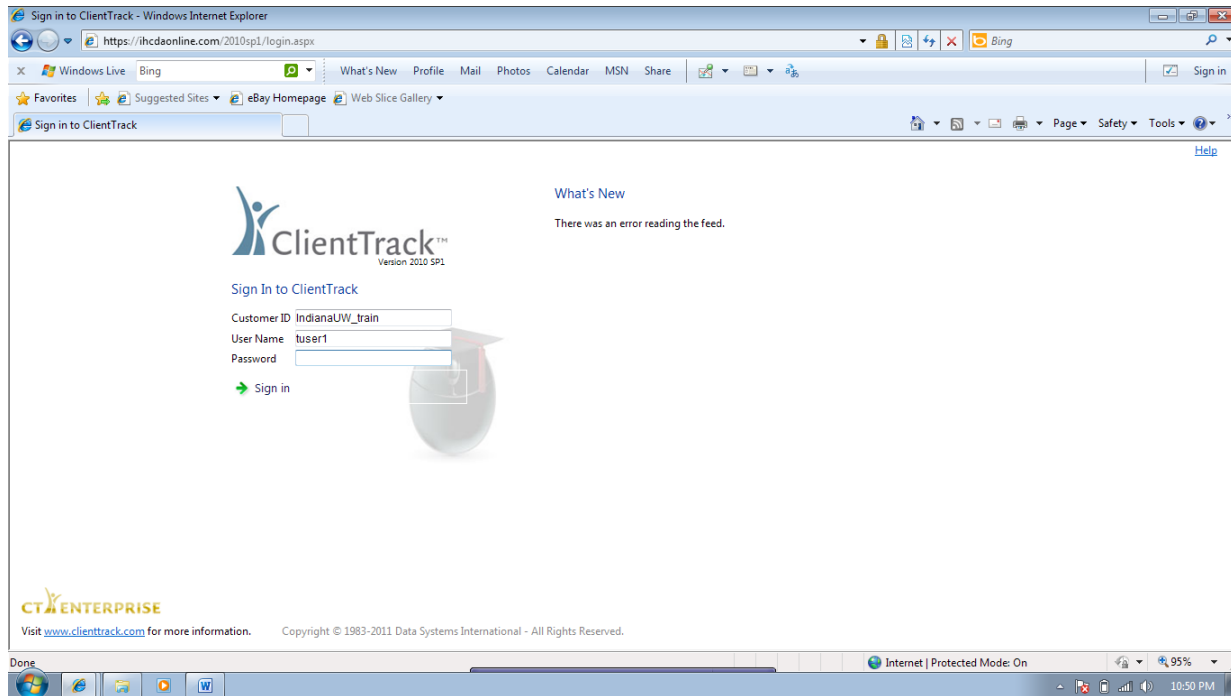 Sign in to ClientTrack - Windows Internet Explorer
https://ihcdaonline.com/2010sp1/login.aspx
Bing
x Windows Live Bing What's New Profile Mail Photos Calendar MSN Share Sign in
Favorites Suggested Sites eBay Homepage Web Slice Gallery
Sign in to ClientTrack
Page Safety Tools
Help
ClientTrack™
Version 2010 SP1
What's New
There was an error reading the feed.
Sign In to ClientTrack
Customer ID IndianaUW_train
User Name tuser1
Password
Sign in
CT ENTERPRISE
Visit www.clienttrack.com for more information. Copyright © 1983-2011 Data Systems International - All Rights Reserved.
Done Internet | Protected Mode: On 95%
10:50 PM